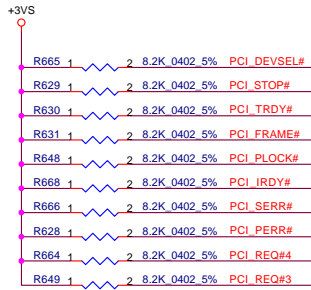 +3VS
R665 1 2 8.2K_0402_5% PCI_DEVSEL#
R629 1 2 8.2K_0402_5% PCI_STOP#
R630 1 2 8.2K_0402_5% PCI_TRDY#
R631 1 2 8.2K_0402_5% PCI_FRAME#
R648 1 2 8.2K_0402_5% PCI_PLOCK#
R668 1 2 8.2K_0402_5% PCI_IRDY#
R666 1 2 8.2K_0402_5% PCI_SERR#
R628 1 2 8.2K_0402_5% PCI_PERR#
R664 1 2 8.2K_0402_5% PCI_REQ#4
R649 1 2 8.2K_0402_5% PCI_REQ#3